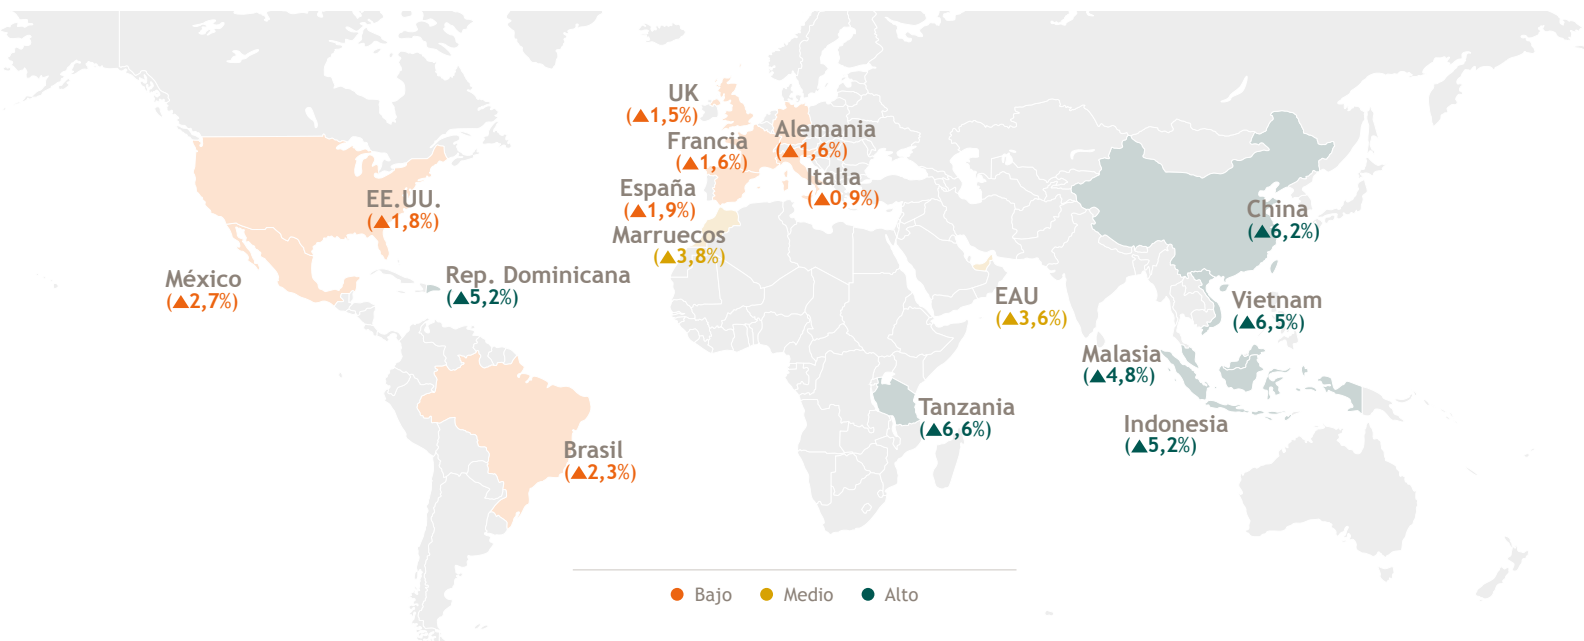 UK
(▲1,5%)
Alemania
(▲1,6%)
Francia
(▲1,6%)
Italia
(▲0,9%)
España
(▲1,9%)
EE.UU.
(▲1,8%)
China
(▲6,2%)
Marruecos
(▲3,8%)
México
(▲2,7%)
Rep. Dominicana
(▲5,2%)
EAU
(▲3,6%)
Vietnam
(▲6,5%)
Malasia
(▲4,8%)
Tanzania
(▲6,6%)
Indonesia
(▲5,2%)
Brasil
(▲2,3%)
Bajo
Medio
Alto